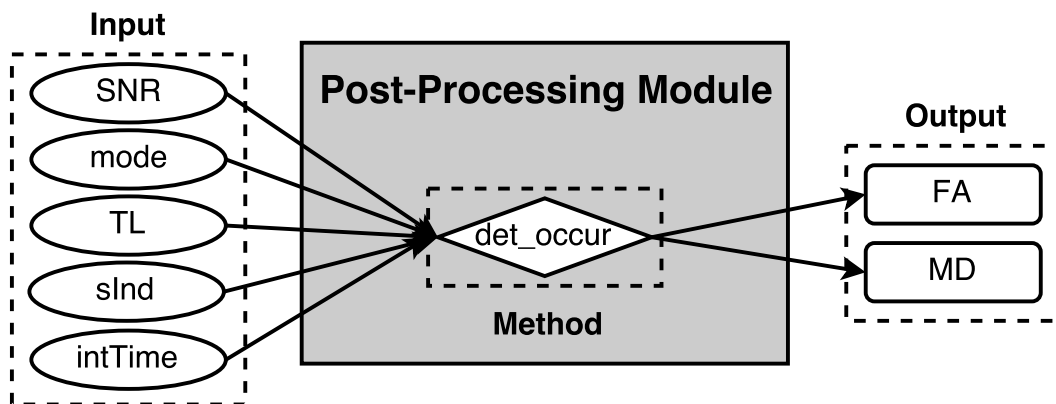 Input
SNR
mode
TL
sInd
intTime
Post-Processing Module
det_occur
Method
Output
FA
MD